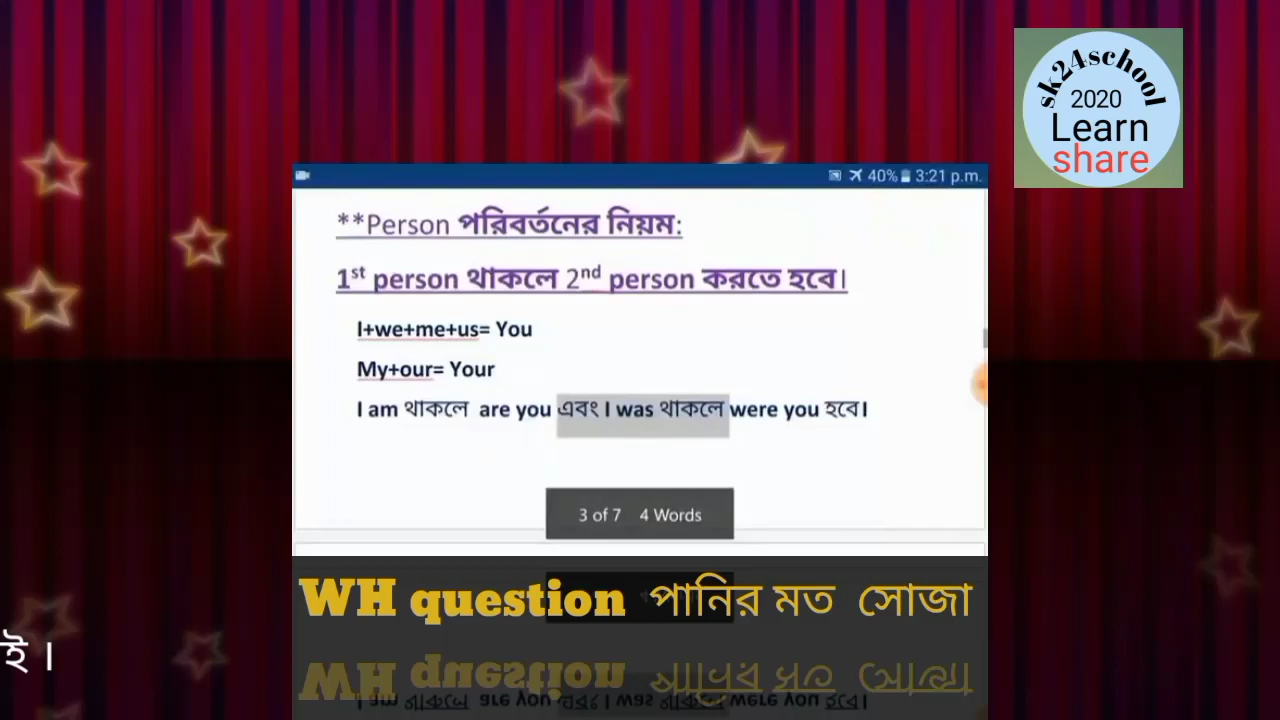 sk24school
2020
Learn
share
40% 3:21 p.m.
**Person পরিবর্তনের নিয়ম:
1st person থাকলে 2nd person করতে হবে।
I+we+me+us= You
My+our= Your
I am থাকলে are you এবং I was থাকলে were you হবে।
3 of 7 4 Words
WH question পানির মত সোজা
ই ।